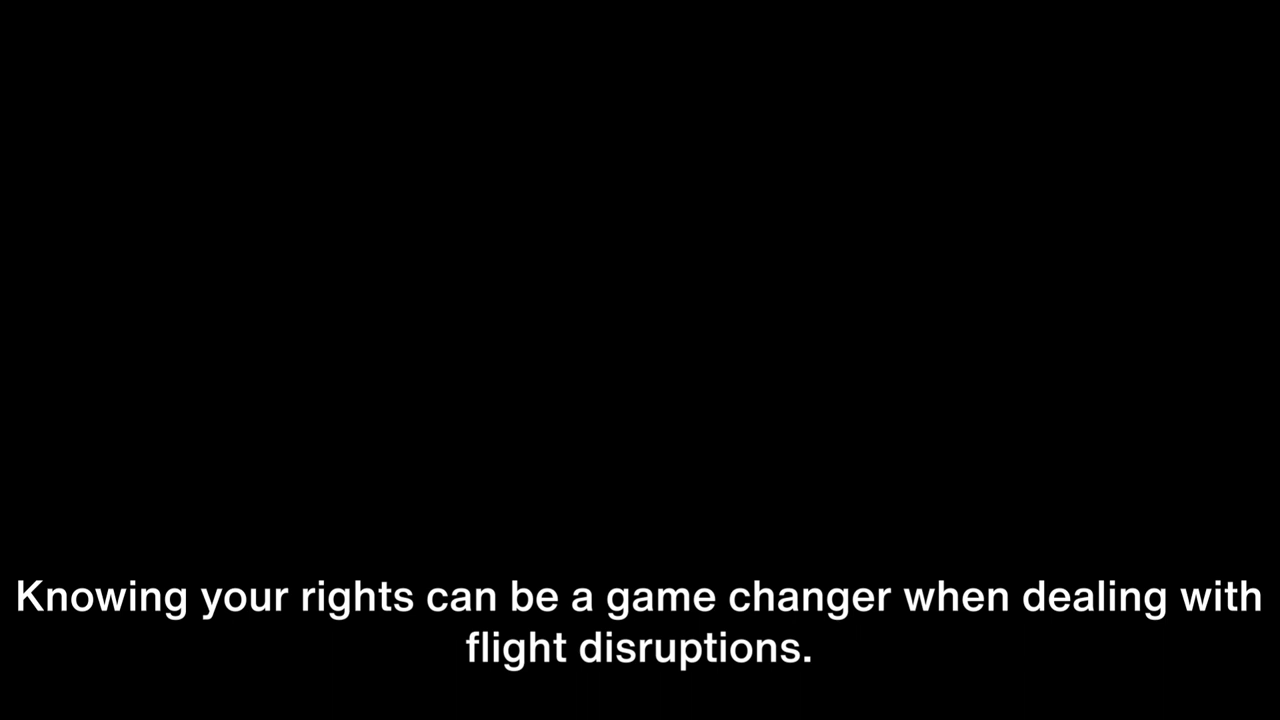 Knowing your rights can be a game changer when dealing with
flight disruptions.